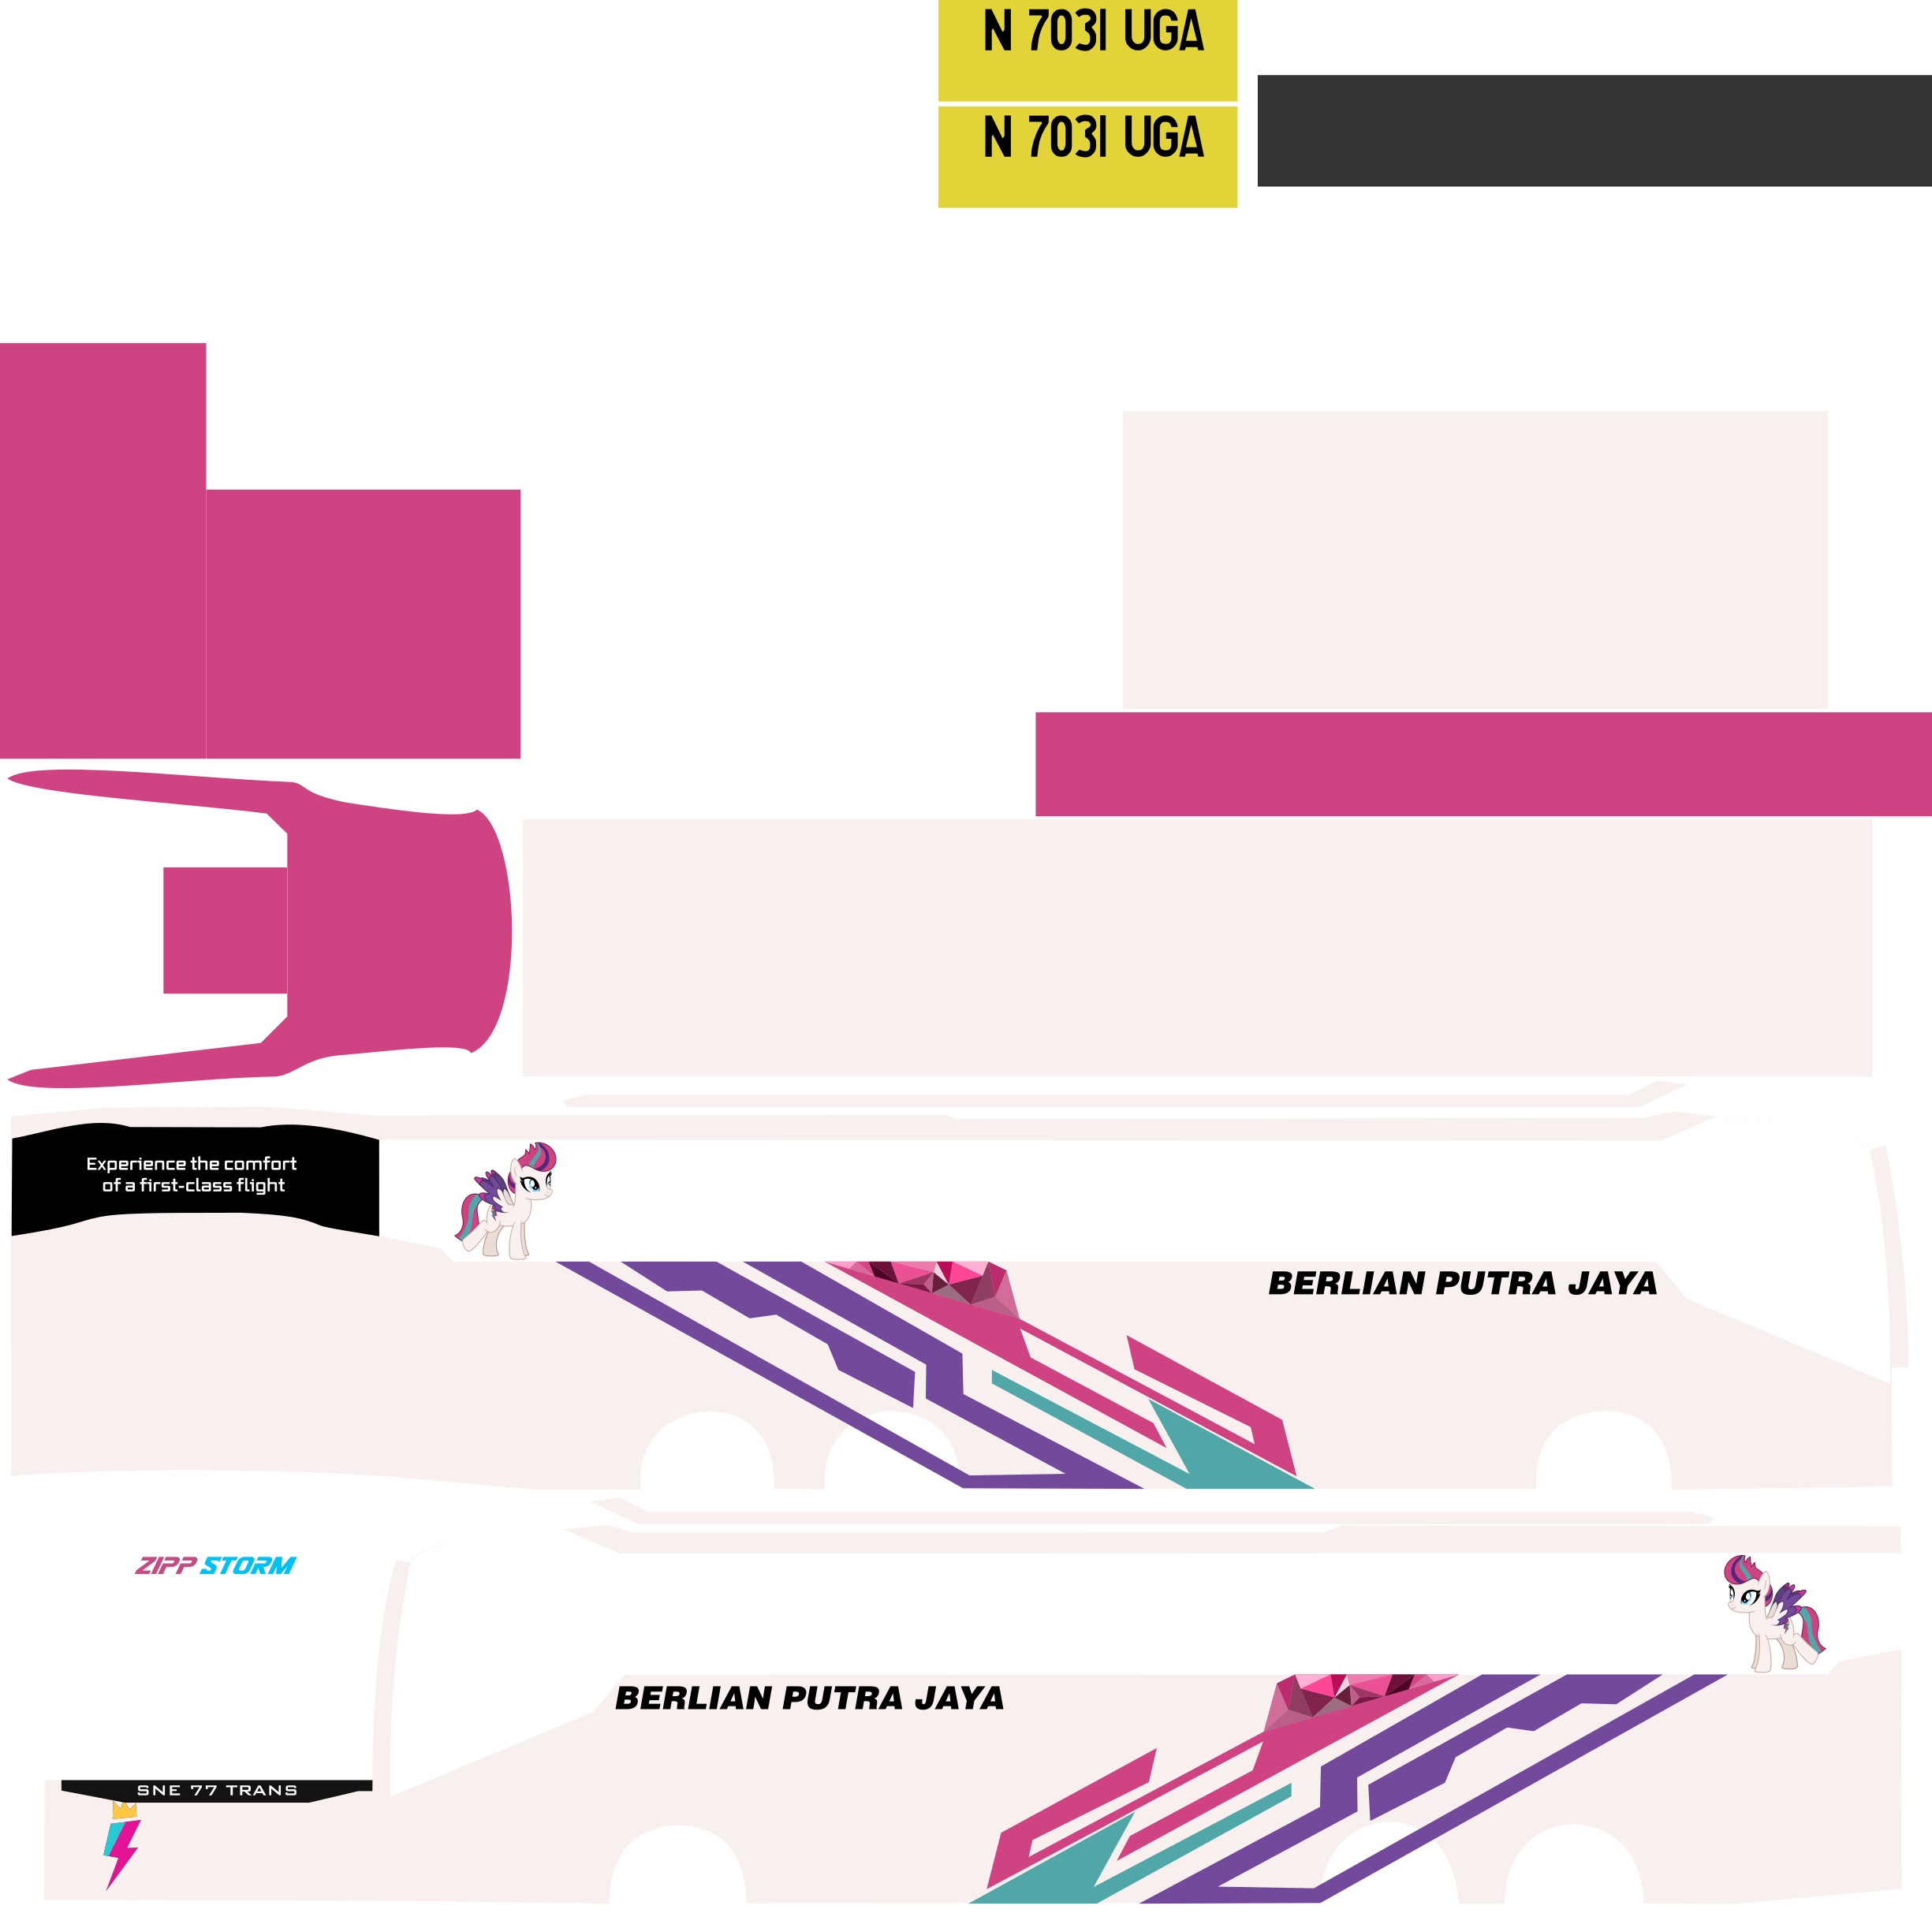 N 7031 UGA
N 7031 UGA
Experience the comfort
of a first-class flight
BERLIAN PUTRA JAYA
ZIPP STORM
BERLIAN PUTRA JAYA
SNE 77 TRANS